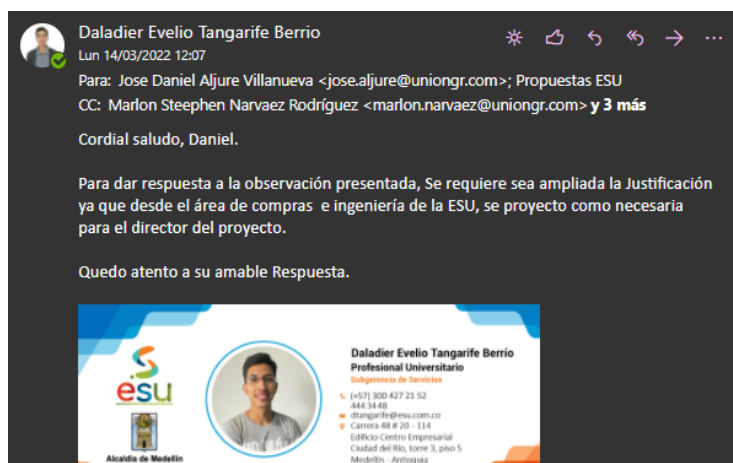 Daladier Evelio Tangarife Berrio
Lun 14/03/2022 12:07
Para: Jose Daniel Aljure Villanueva <jose.aljure@uniongr.com>; Propuestas ESU
CC: Marlon Steephen Narvaez Rodríguez <marlon.narvaez@uniongr.com> y 3 más
Cordial saludo, Daniel.
Para dar respuesta a la observación presentada, Se requiere sea ampliada la Justificación
ya que desde el área de compras e ingeniería de la ESU, se proyecto como necesaria
para el director del proyecto.
Quedo atento a su amable Respuesta.
esu
Alcaldía de Medellín
Daladier Evelio Tangarife Berrío
Profesional Universitario
Subgerencia de Servicios
(+57) 300 427 21 52
444 34 48
dtangarife@esu.com.co
Carrera 48 # 20 - 114
Edificio Centro Empresarial
Ciudad del Río, torre 3, piso 5
Medellín - Antioquia